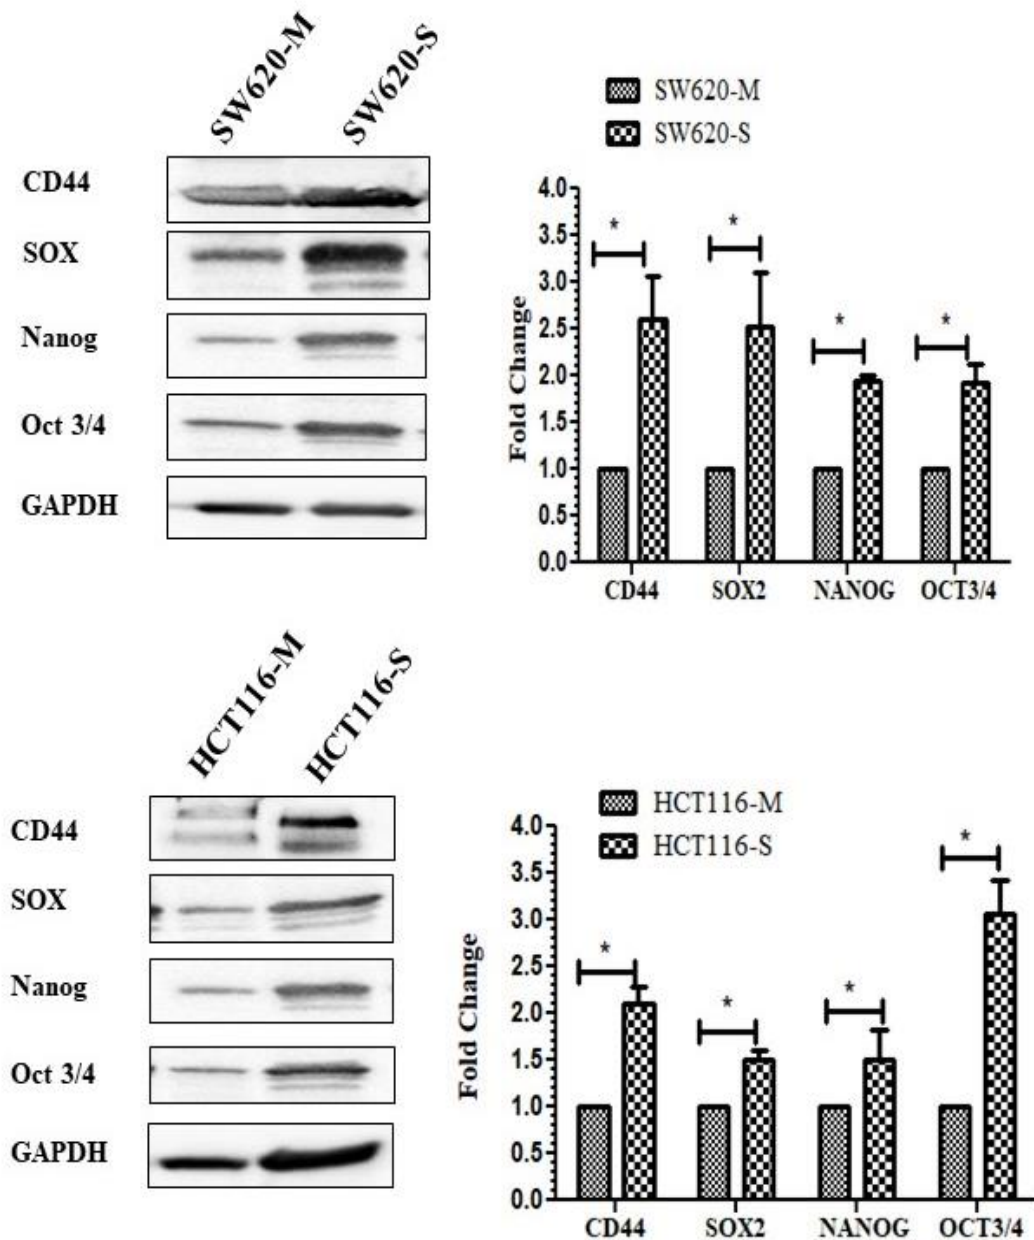 SW620-M
SW620-S
CD44
SOX
Nanog
Oct 3/4
GAPDH
SW620-M
SW620-S
Fold Change
4.0
3.5
3.0
2.5
2.0
1.5
1.0
0.5
0.0
*
*
*
*
CD44 SOX2 NANOG OCT3/4
HCT116-M
HCT116-S
CD44
SOX
Nanog
Oct 3/4
GAPDH
HCT116-M
HCT116-S
Fold Change
4.0
3.5
3.0
2.5
2.0
1.5
1.0
0.5
0.0
*
*
*
*
CD44 SOX2 NANOG OCT3/4